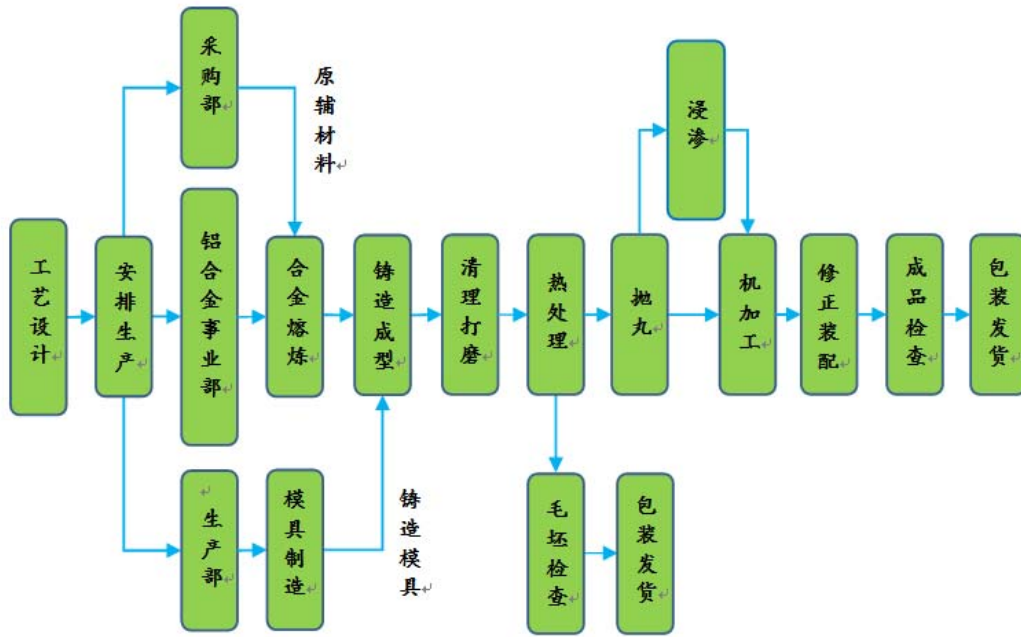 采购部
原辅材料
浸渗
工艺设计
安排生产
铝合金事业部
合金熔炼
铸造成型
清理打磨
热处理
抛丸
机加工
修正装配
成品检查
包装发货
生产部
模具制造
铸造模具
毛坯检查
包装发货